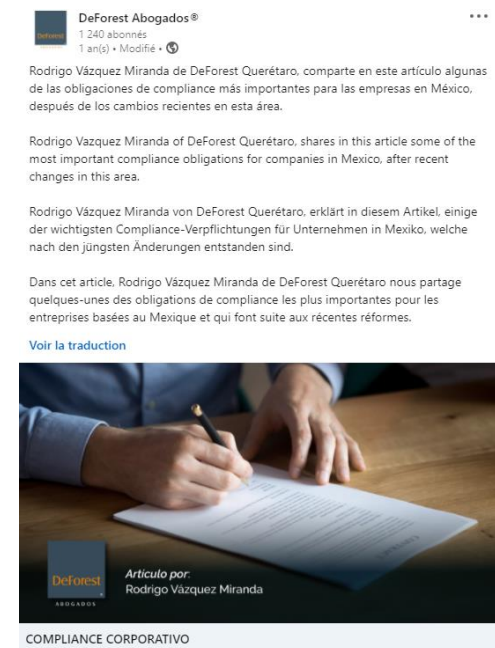 DeForest
DeForest Abogados®
1 240 abonnés
1 an(s) • Modifié •
Rodrigo Vázquez Miranda de DeForest Querétaro, comparte en este artículo algunas
de las obligaciones de compliance más importantes para las empresas en México,
después de los cambios recientes en esta área.
Rodrigo Vazquez Miranda of DeForest Querétaro, shares in this article some of the
most important compliance obligations for companies in Mexico, after recent
changes in this area.
Rodrigo Vázquez Miranda von DeForest Querétaro, erklärt in diesem Artikel, einige
der wichtigsten Compliance-Verpflichtungen für Unternehmen in Mexiko, welche
nach den jüngsten Änderungen entstanden sind.
Dans cet article, Rodrigo Vázquez Miranda de DeForest Querétaro nous partage
quelques-unes des obligations de compliance les plus importantes pour les
entreprises basées au Mexique et qui font suite aux récentes réformes.
Voir la traduction
CONTRACT
DeForest
ABOGADOS
Artículo por:
Rodrigo Vázquez Miranda
COMPLIANCE CORPORATIVO